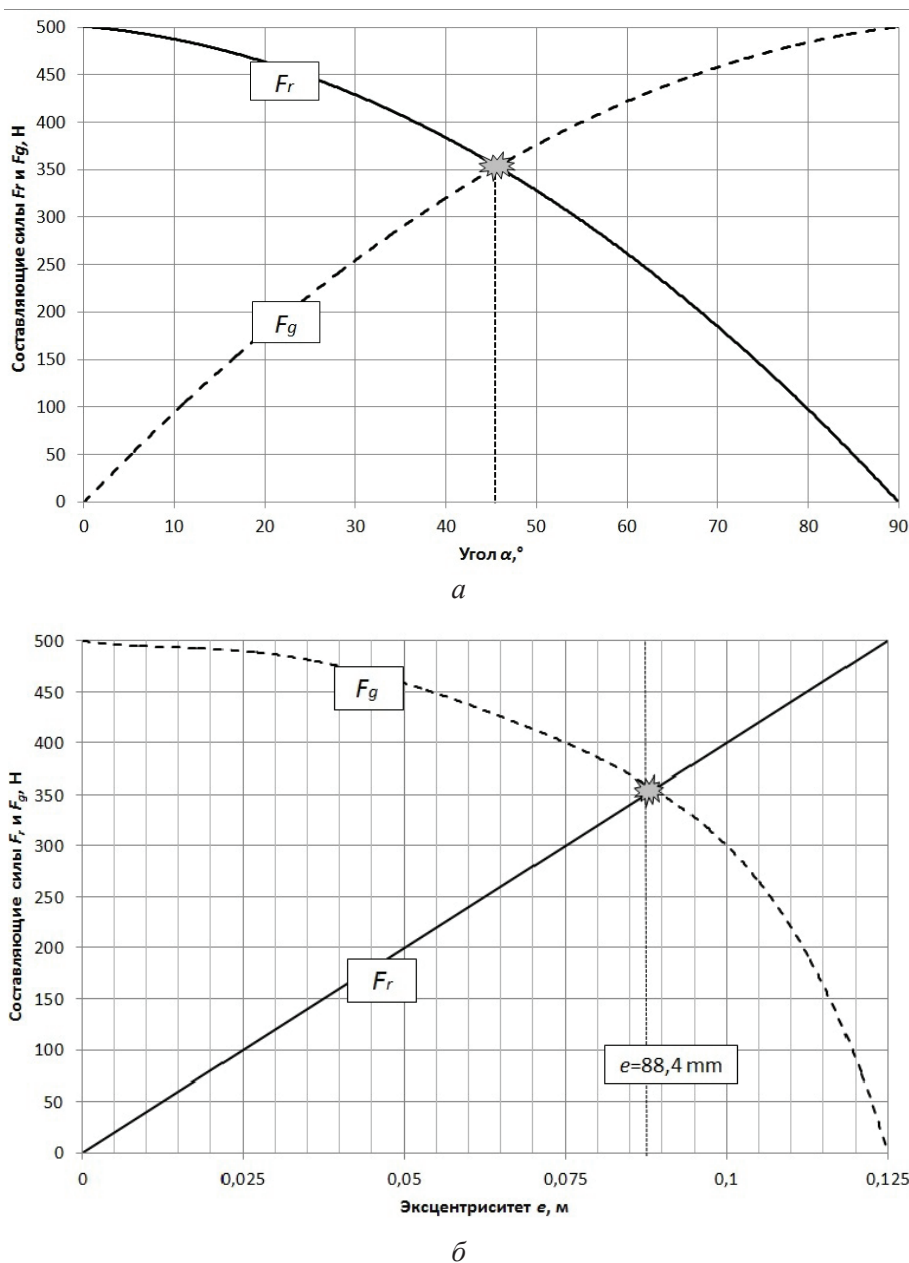 500
450
400
350
300
250
200
150
100
50
0
Составляющие силы Fr и Fg, Н
Fr
Fg
0 10 20 30 40 50 60 70 80 90
Угол α,°
а
500
450
400
350
300
250
200
150
100
50
0
Составляющие силы Fr и Fg, Н
Fg
Fr
e=88,4 mm
0 0,025 0,05 0,075 0,1 0,125
Эксцентриситет e, м
б